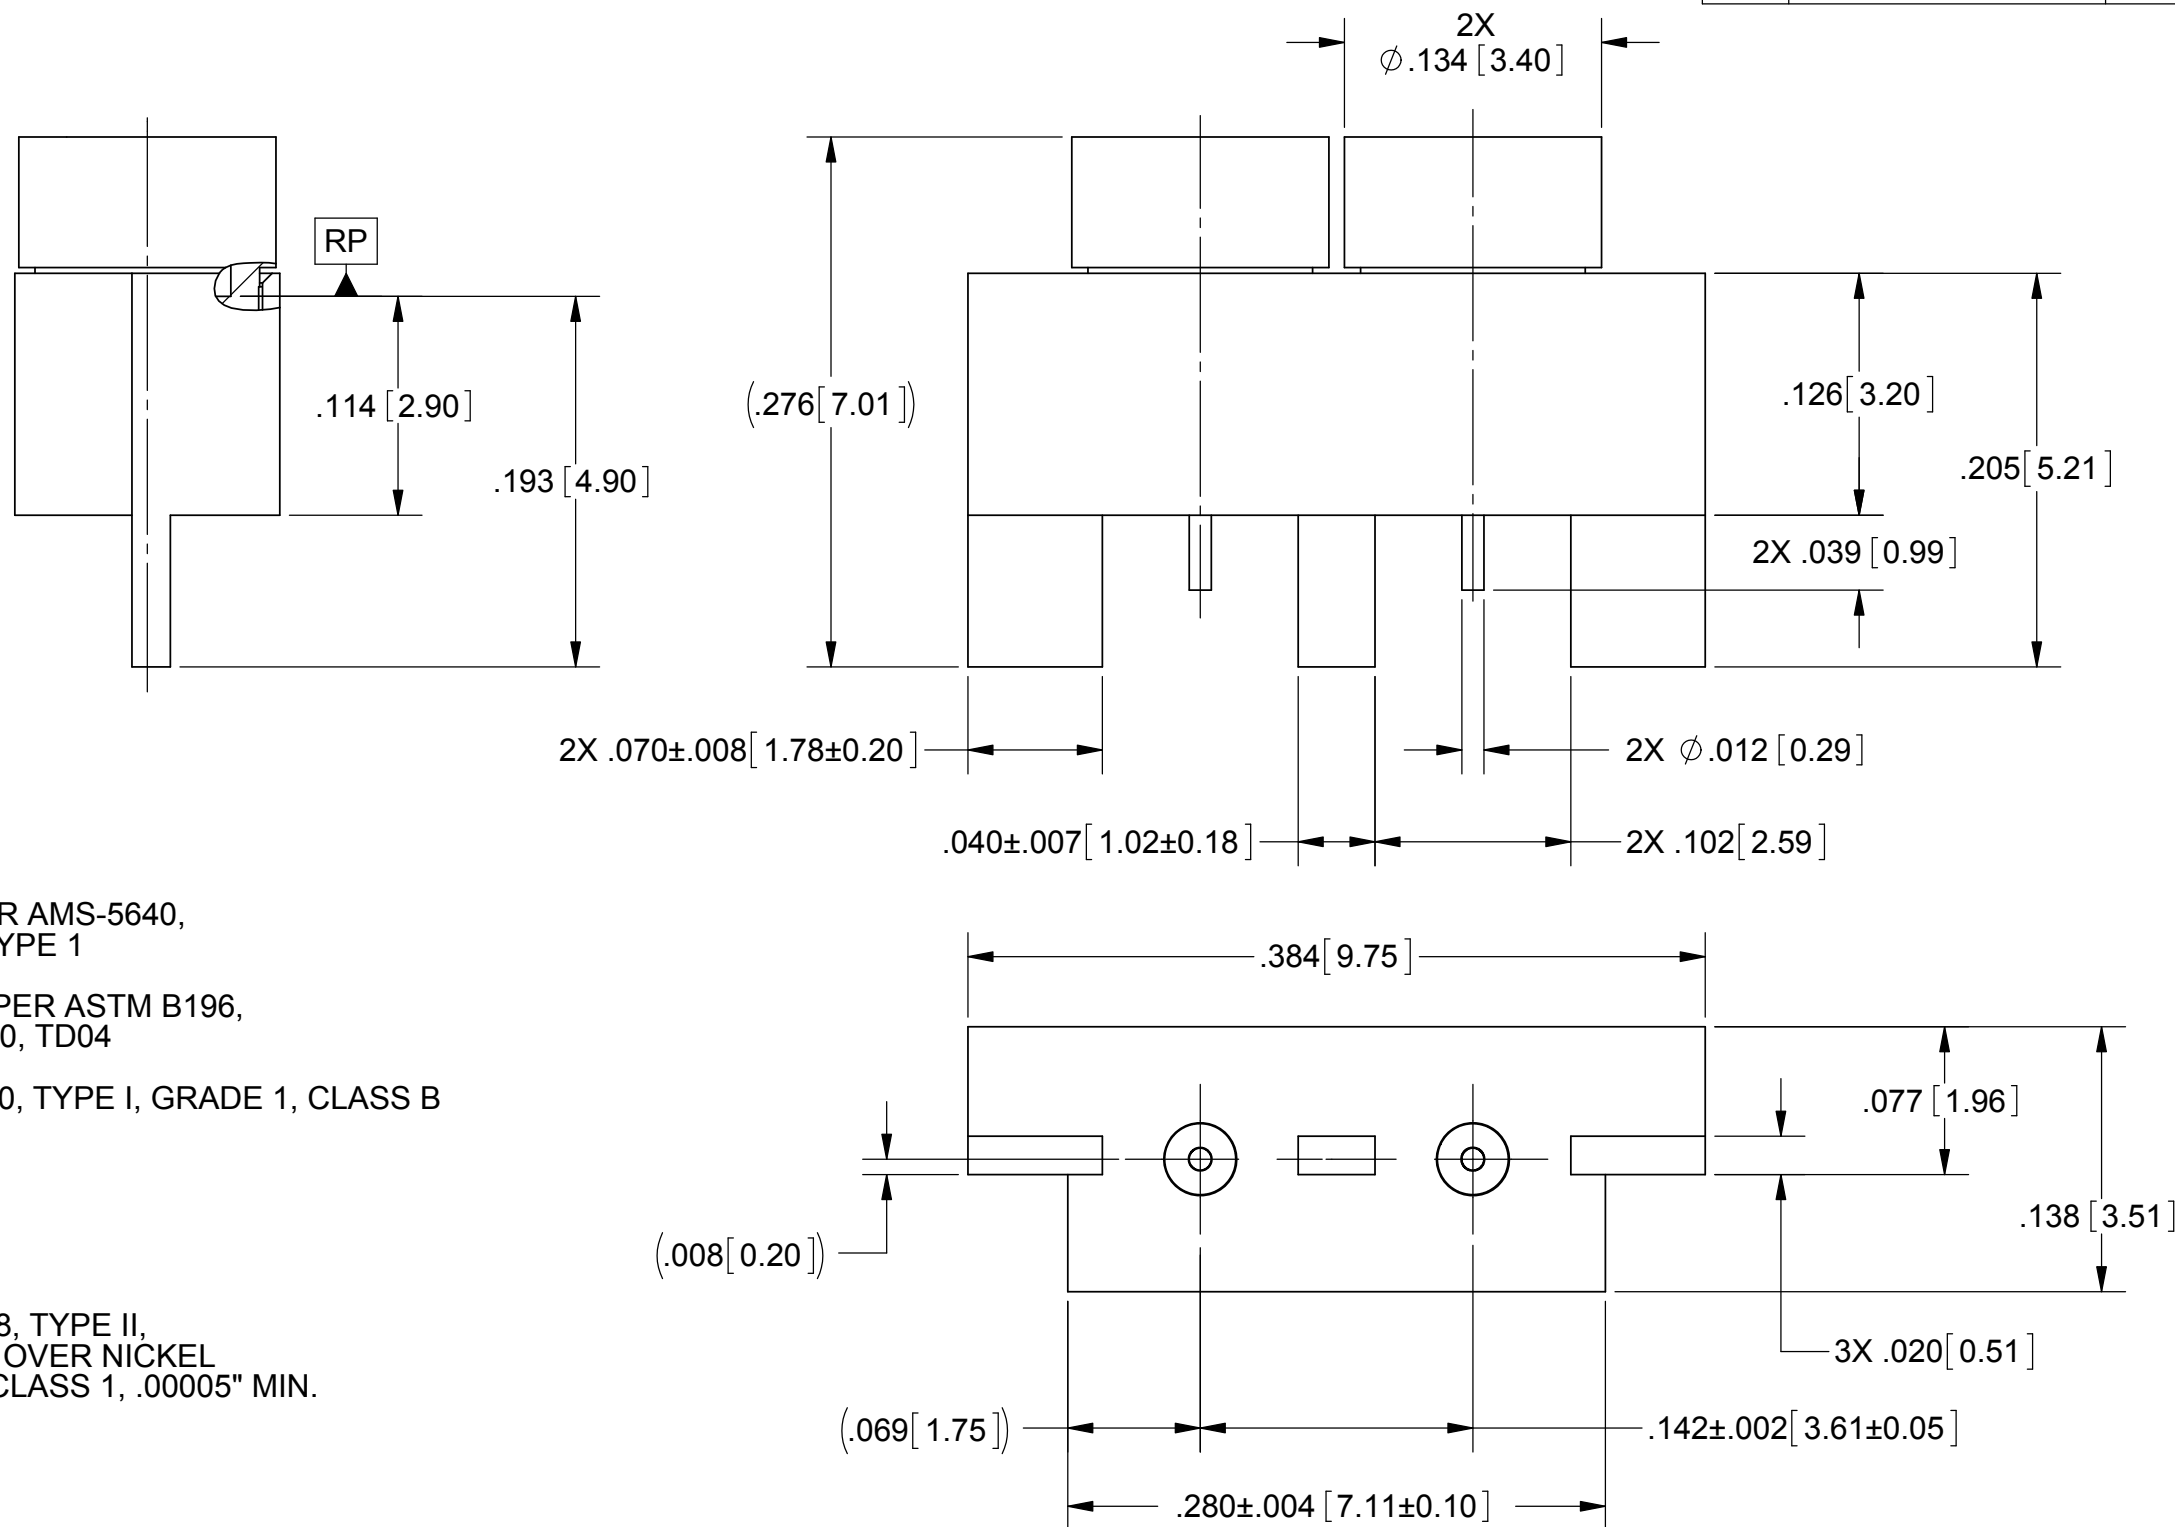 2X
∅.134 [3.40]
RP
.114 [2.90]
.193 [4.90]
(.276[7.01])
.126[3.20]
.205[5.21]
2X .039 [0.99]
2X .070±.008[1.78±0.20]
2X ∅.012 [0.29]
.040±.007[1.02±0.18]
2X .102[2.59]
R AMS-5640,
YPE 1
PER ASTM B196,
0, TD04
0, TYPE I, GRADE 1, CLASS B
.384[9.75]
.077 [1.96]
.138 [3.51]
(.008[0.20])
8, TYPE II,
OVER NICKEL
CLASS 1, .00005" MIN.
3X .020[0.51]
(.069[1.75])
.142±.002[3.61±0.05]
.280±.004 [7.11±0.10]